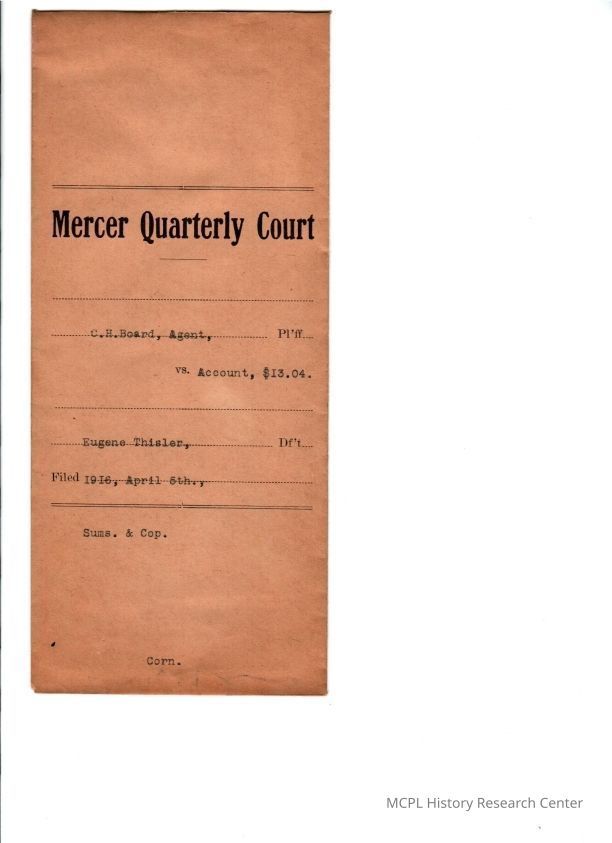 Mercer Quarterly Court
C.H.Board, Agent, Pl'ff
vs. Account, $13.04.
Eugene Thisler, Df't
Filed 1916, April 5th.,
Sums. & Cop.
Corn.
MCPL History Research Center